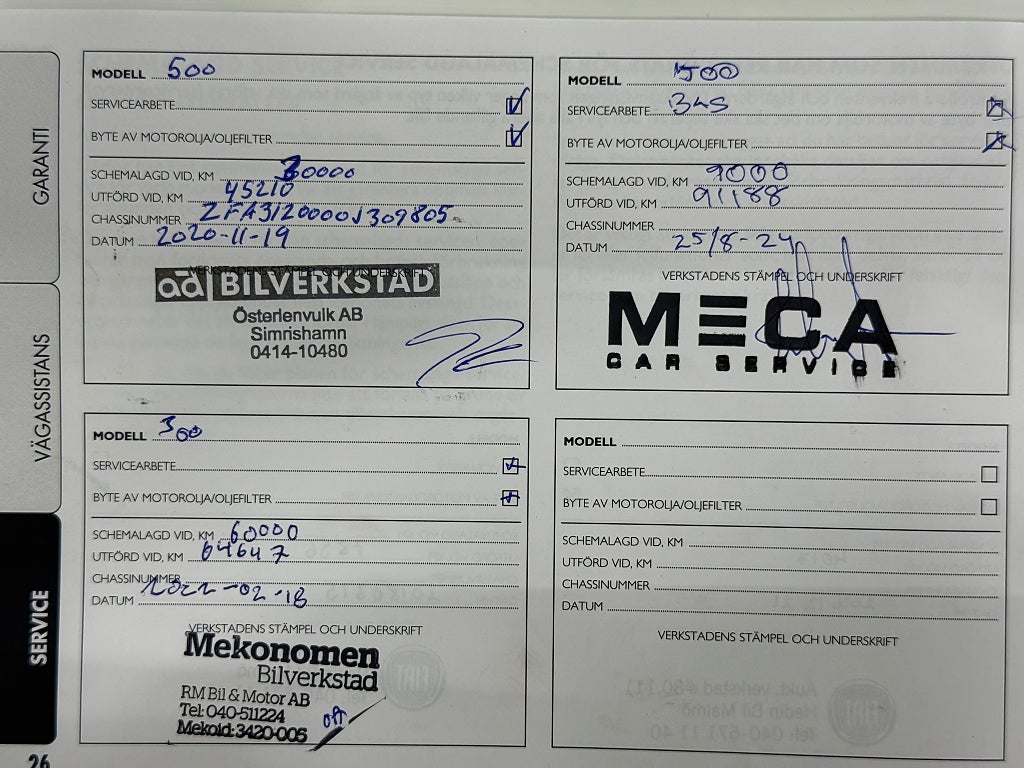 GARANTI
VÄGASSISTANS
SERVICE
26
MODELL 500
SERVICEARBETE
BYTE AV MOTOROLJA/OLJEFILTER
SCHEMALAGD VID, KM 30000
UTFÖRD VID, KM 45210
CHASSINUMMER ZFA3120000J309805
DATUM 2020-11-19
VERKSTADENS STÄMPEL OCH UNDERSKRIFT
ad BILVERKSTAD
Österlenvulk AB
Simrishamn
0414-10480
MODELL 500
SERVICEARBETE
BYTE AV MOTOROLJA/OLJEFILTER
SCHEMALAGD VID, KM 9000
UTFÖRD VID, KM 91188
CHASSINUMMER
DATUM 25/8-24
VERKSTADENS STÄMPEL OCH UNDERSKRIFT
MECA
CAR SERVICE
MODELL 500
SERVICEARBETE
BYTE AV MOTOROLJA/OLJEFILTER
SCHEMALAGD VID, KM 60000
UTFÖRD VID, KM 64647
CHASSINUMMER
DATUM 2022-02-18
VERKSTADENS STÄMPEL OCH UNDERSKRIFT
Mekonomen
Bilverkstad
RM Bil & Motor AB
Tel: 040-511224
Mekoid: 3420-005
MODELL
SERVICEARBETE
BYTE AV MOTOROLJA/OLJEFILTER
SCHEMALAGD VID, KM
UTFÖRD VID, KM
CHASSINUMMER
DATUM
VERKSTADENS STÄMPEL OCH UNDERSKRIFT